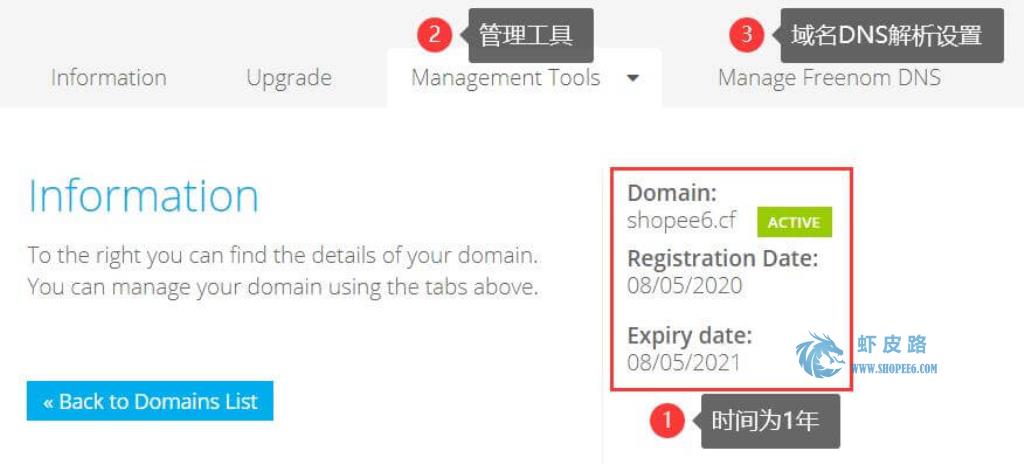 2 管理工具
3 域名DNS解析设置
Information
Upgrade
Management Tools
Manage Freenom DNS
Information
To the right you can find the details of your domain.
You can manage your domain using the tabs above.
« Back to Domains List
Domain:
shopee6.cf ACTIVE
Registration Date:
08/05/2020
Expiry date:
08/05/2021
虾皮路
WWW.SHOPEE6.COM
1 时间为1年